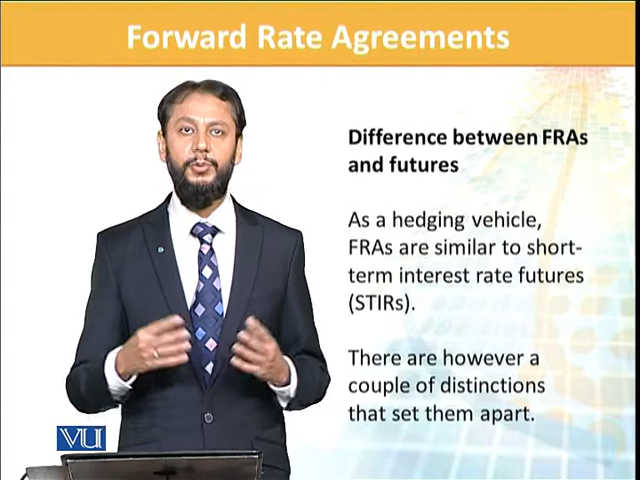 Forward Rate Agreements
Difference between FRAs
and futures
As a hedging vehicle,
FRAs are similar to short-
term interest rate futures
(STIRs).
There are however a
couple of distinctions
that set them apart.
VU